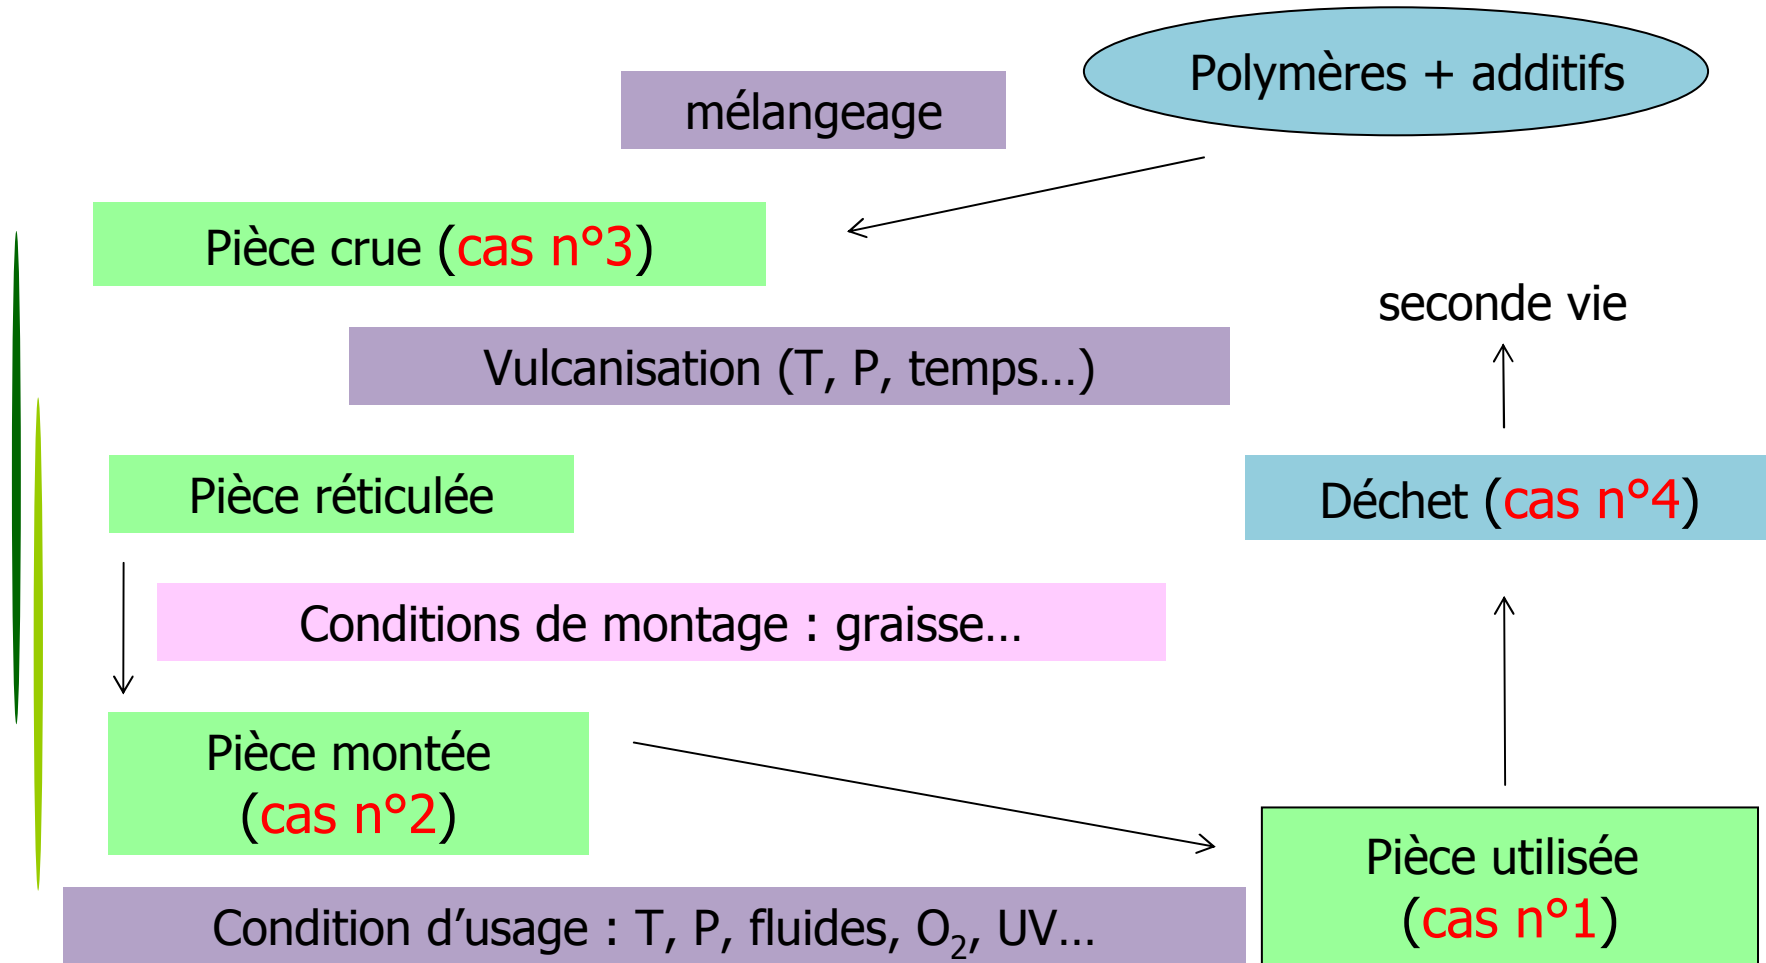 Polymères + additifs
mélangeage
Pièce crue (cas n°3)
seconde vie
Vulcanisation (T, P, temps…)
Pièce réticulée
Déchet (cas n°4)
Conditions de montage : graisse…
Pièce montée
(cas n°2)
Pièce utilisée
(cas n°1)
Condition d’usage : T, P, fluides, O₂, UV…